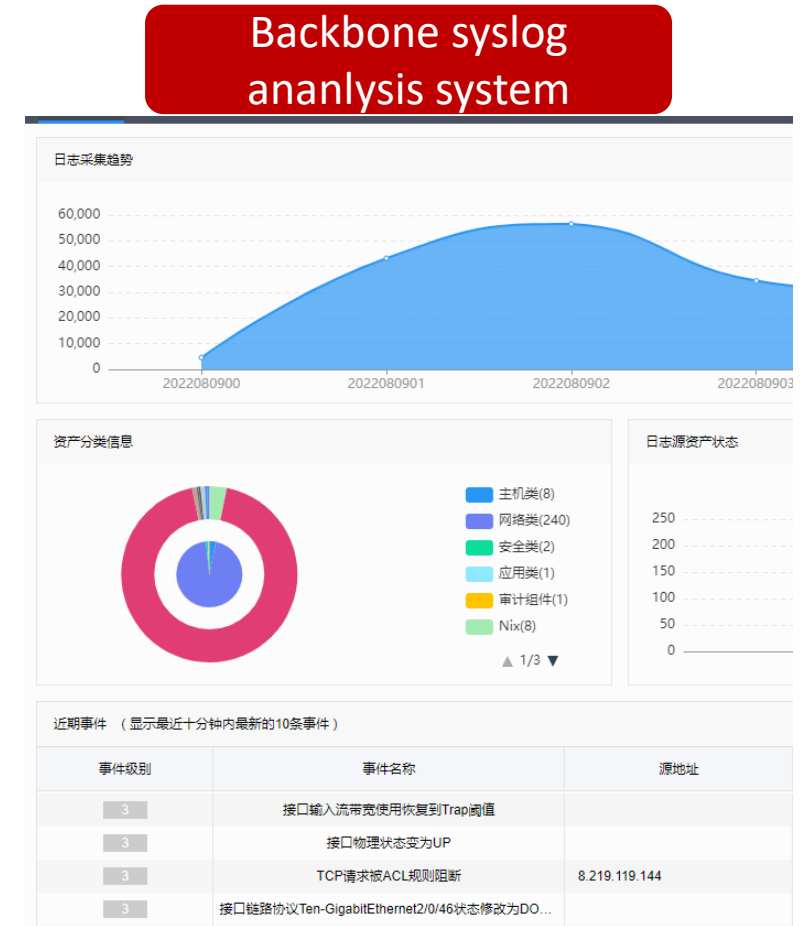 Backbone syslog
ananlysis system
日志采集趋势
60,000
50,000
40,000
30,000
20,000
10,000
0
2022080900
2022080901
2022080902
2022080903
资产分类信息
主机类(8)
网络类(240)
安全类(2)
应用类(1)
审计组件(1)
Nix(8)
▲ 1/3 ▼
日志源资产状态
250
200
150
100
50
0
近期事件 （显示最近十分钟内最新的10条事件）
事件级别 事件名称 源地址
3 接口输入流带宽使用恢复到Trap阈值
3 接口物理状态变为UP
3 TCP请求被ACL规则阻断 8.219.119.144
3 接口链路协议Ten-GigabitEthernet2/0/46状态修改为DO...